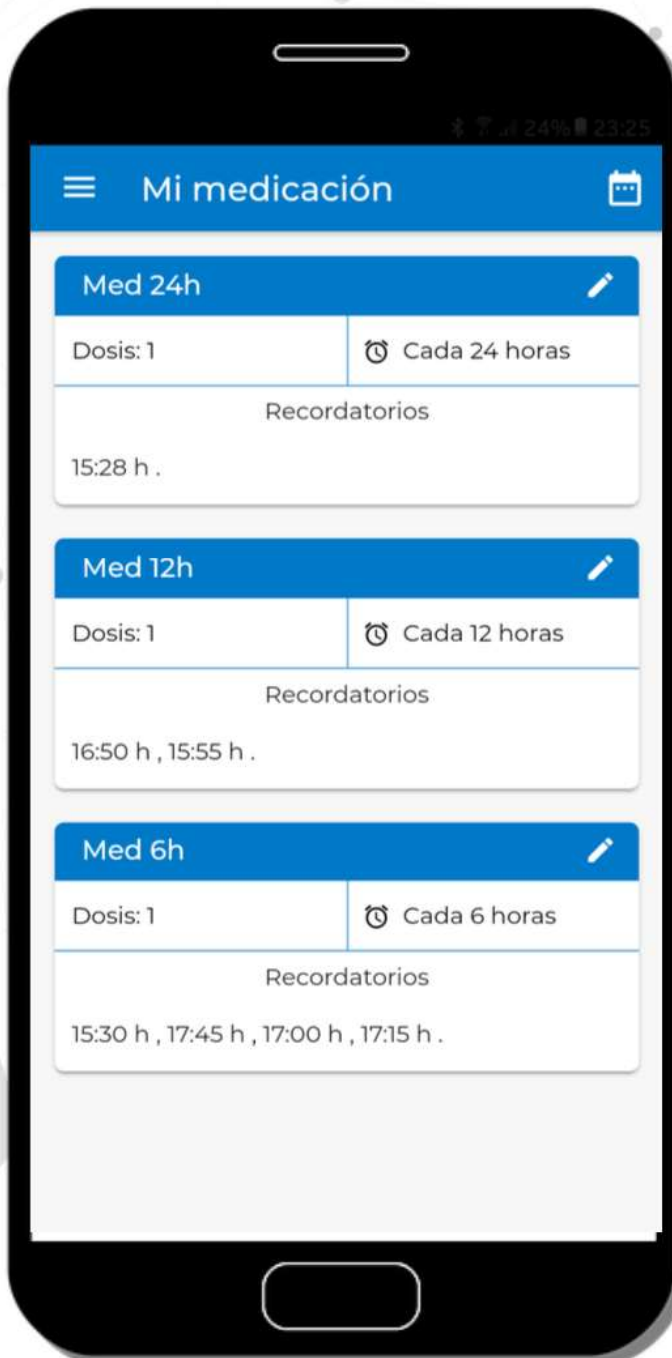 24% 23:25
Mi medicación
Med 24h
Dosis: 1
Cada 24 horas
Recordatorios
15:28 h .
Med 12h
Dosis: 1
Cada 12 horas
Recordatorios
16:50 h , 15:55 h .
Med 6h
Dosis: 1
Cada 6 horas
Recordatorios
15:30 h , 17:45 h , 17:00 h , 17:15 h .